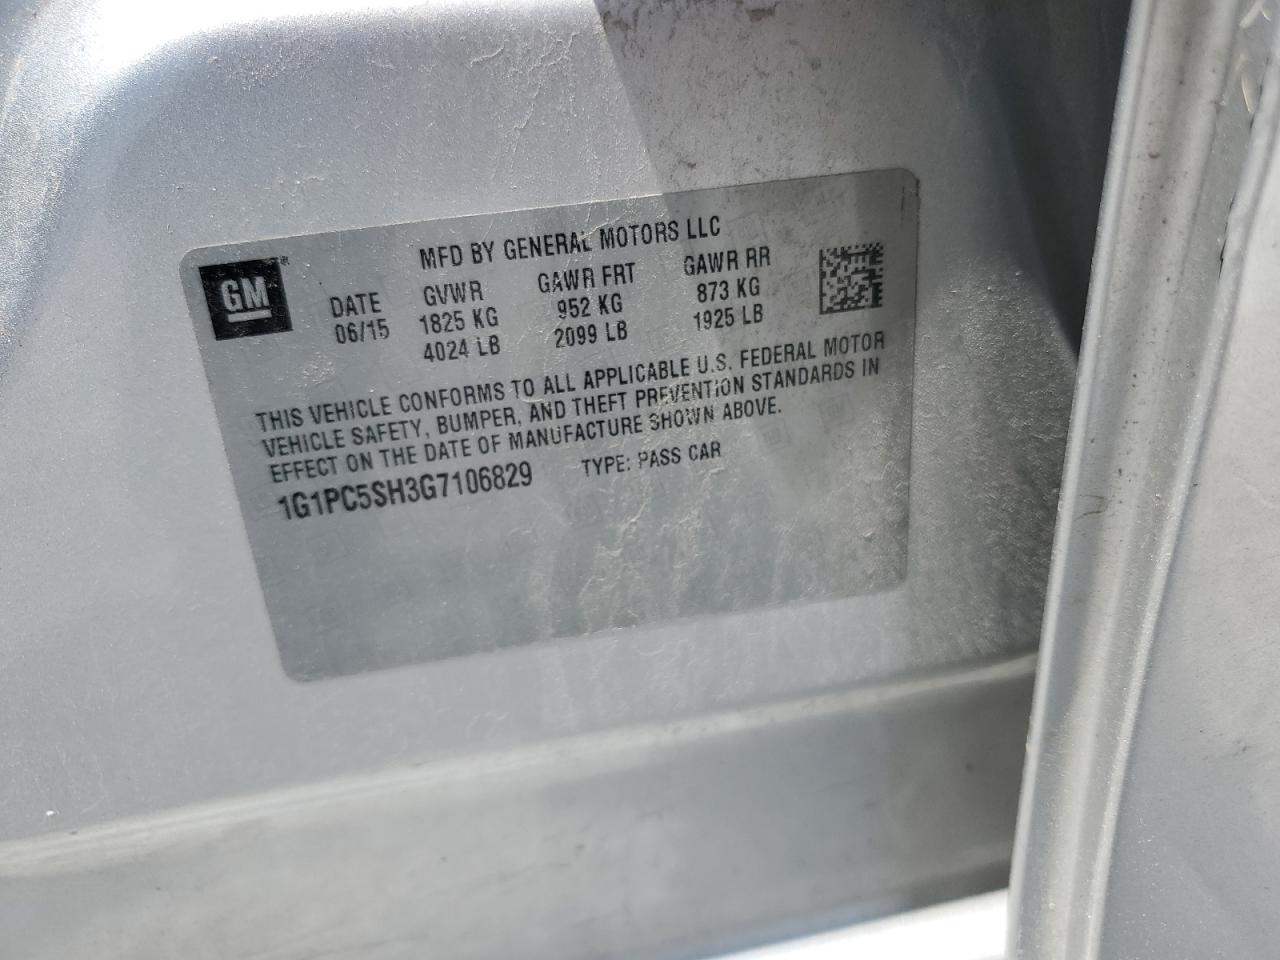 MFD BY GENERAL MOTORS LLC
GM
DATE GVWR GAWR FRT GAWR RR
06/15 1825 KG 952 KG 873 KG
4024 LB 2099 LB 1925 LB
THIS VEHICLE CONFORMS TO ALL APPLICABLE U.S. FEDERAL MOTOR
VEHICLE SAFETY, BUMPER, AND THEFT PREVENTION STANDARDS IN
EFFECT ON THE DATE OF MANUFACTURE SHOWN ABOVE.
1G1PC5SH3G7106829 TYPE: PASS CAR